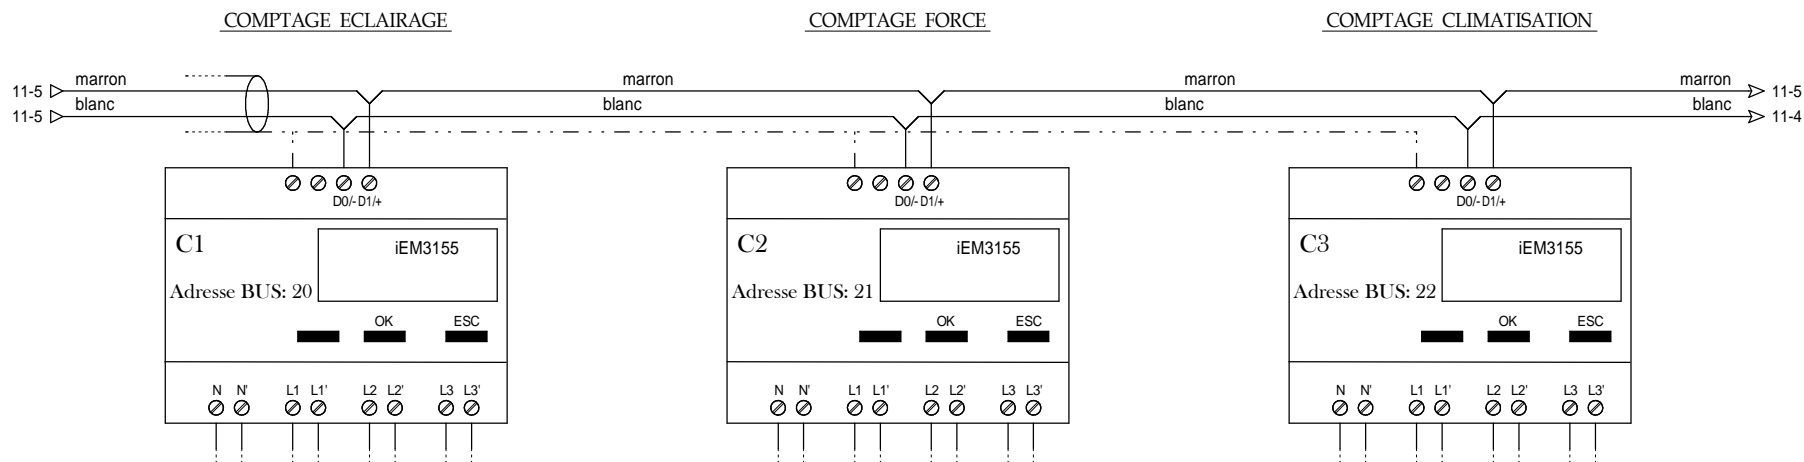 COMPTAGE ECLAIRAGE COMPTAGE FORCE COMPTAGE CLIMATISATION
11-5 marron marron marron marron 11-5
11-5 blanc blanc blanc blanc 11-4
D0/- D1/+ D0/- D1/+ D0/- D1/+
C1 iEM3155 C2 iEM3155 C3 iEM3155
Adresse BUS: 20 Adresse BUS: 21 Adresse BUS: 22
OK ESC OK ESC OK ESC
N N' L1 L1' L2 L2' L3 L3' N N' L1 L1' L2 L2' L3 L3' N N' L1 L1' L2 L2' L3 L3'